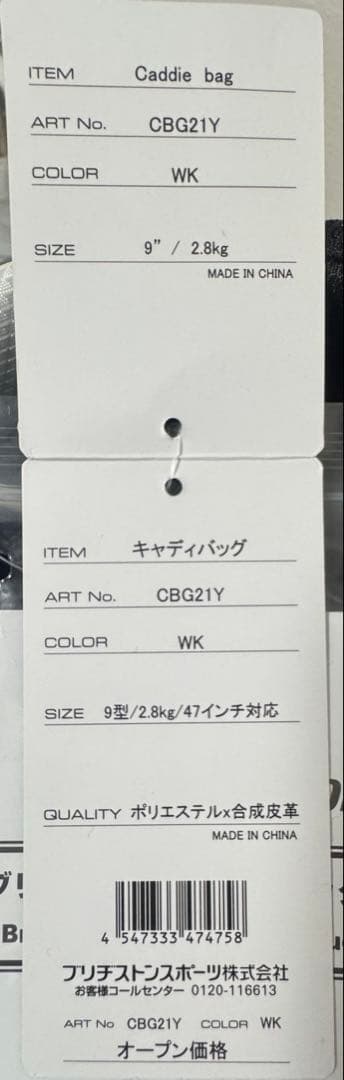 ITEM Caddie bag
ART No. CBG21Y
COLOR WK
SIZE 9” / 2.8kg
MADE IN CHINA
ITEM キャディバッグ
ART No. CBG21Y
COLOR WK
SIZE 9型/2.8kg/47インチ対応
QUALITY ポリエステルx合成皮革
MADE IN CHINA
4 547333 474758
ブリヂストンスポーツ株式会社
お客様コールセンター 0120-116613
ART No CBG21Y COLOR WK
オープン価格